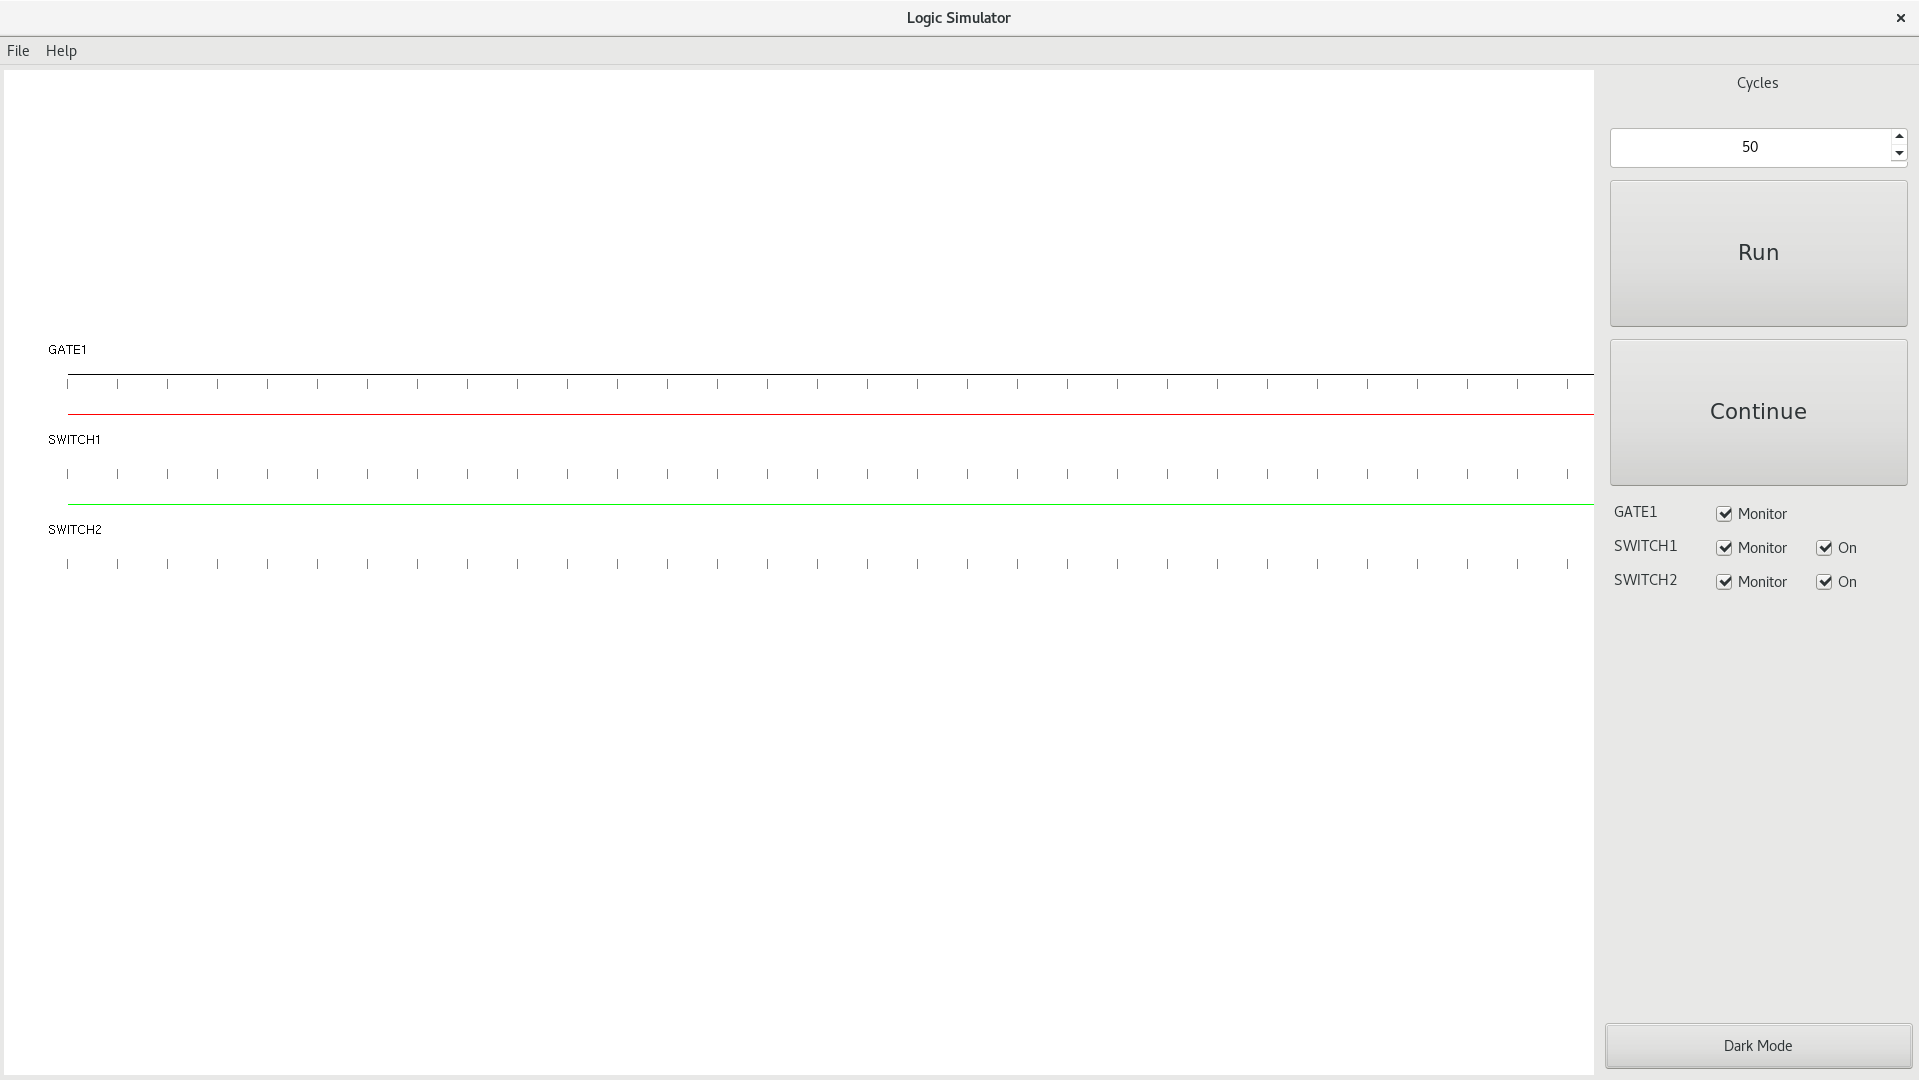 Logic Simulator
File Help
Cycles
50
Run
Continue
GATE1
SWITCH1
SWITCH2
GATE1 Monitor
SWITCH1 Monitor On
SWITCH2 Monitor On
Dark Mode